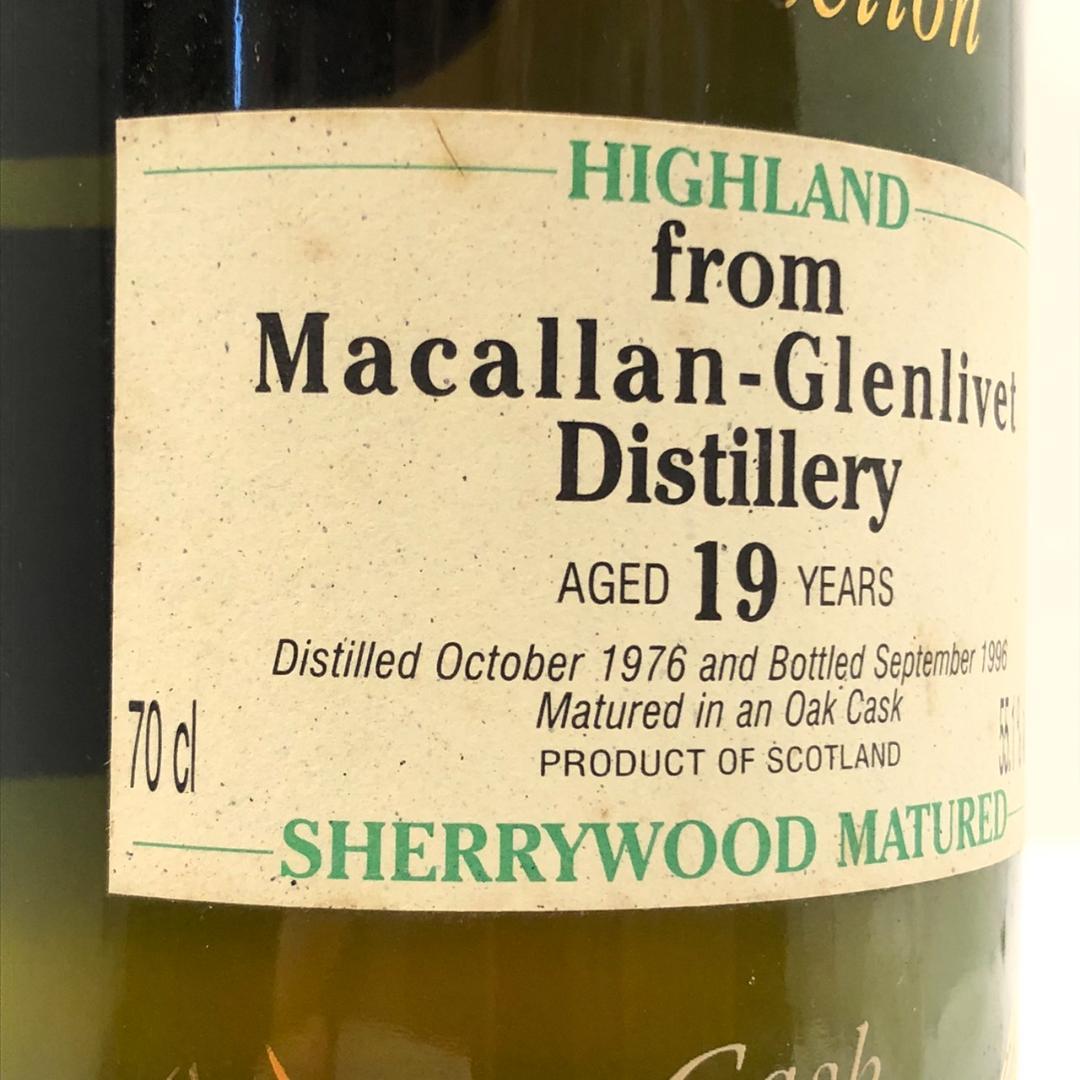 HIGHLAND
from
Macallan-Glenlivet
Distillery
AGED 19 YEARS
Distilled October 1976 and Bottled September 1996
Matured in an Oak Cask
70 cl
PRODUCT OF SCOTLAND
SHERRYWOOD MATURED
Cash